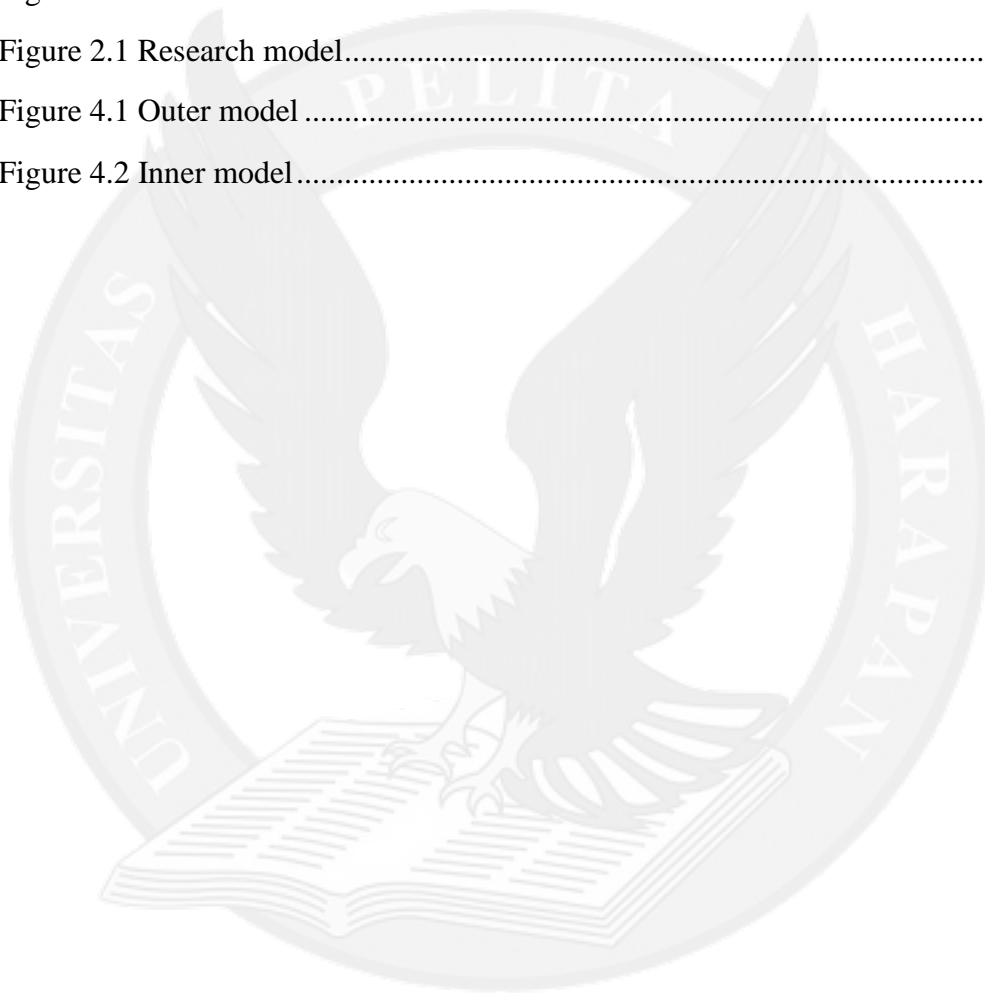 Figure 2.1 Research model................................................................................
Figure 4.1 Outer model .....................................................................................
Figure 4.2 Inner model......................................................................................
UNIVERSITAS PELITA HARAPAN